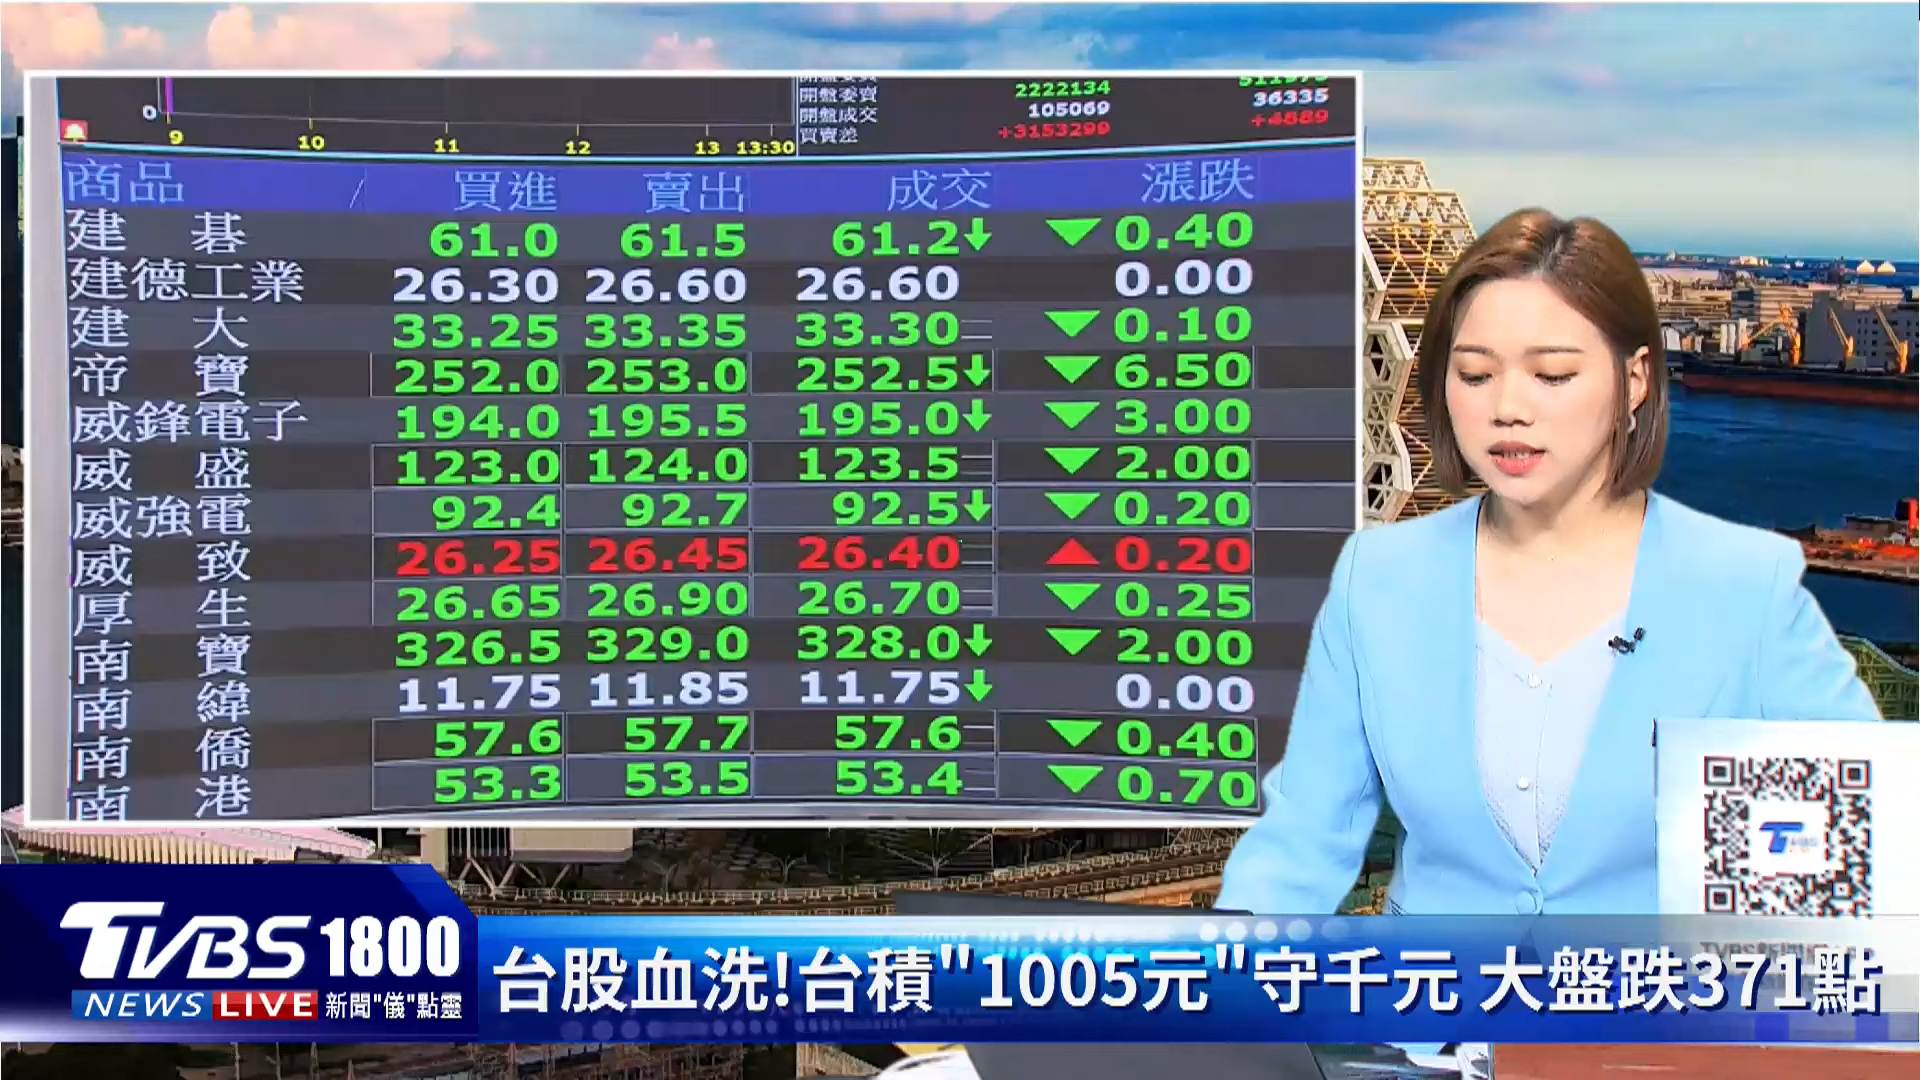 開盤委賣 2222134
開盤成交 105069 36335
買賣差 +3153299 +4889
0
9 10 11 12 13 13:30
商品 / 買進 賣出 成交 漲跌
建碁 61.0 61.5 61.2↓ ▼0.40
建德工業 26.30 26.60 26.60 0.00
建大 33.25 33.35 33.30 ▼0.10
帝寶 252.0 253.0 252.5↓ ▼6.50
威鋒電子 194.0 195.5 195.0↓ ▼3.00
威盛 123.0 124.0 123.5 ▼2.00
威強電 92.4 92.7 92.5↓ ▼0.20
威致 26.25 26.45 26.40 ▲0.20
厚生 26.65 26.90 26.70 ▼0.25
南寶 326.5 329.0 328.0↓ ▼2.00
南緯 11.75 11.85 11.75↓ 0.00
南僑 57.6 57.7 57.6 ▼0.40
南港 53.3 53.5 53.4 ▼0.70
TVBS 1800
NEWS LIVE 新聞"儀"點靈
台股血洗!台積"1005元"守千元 大盤跌371點